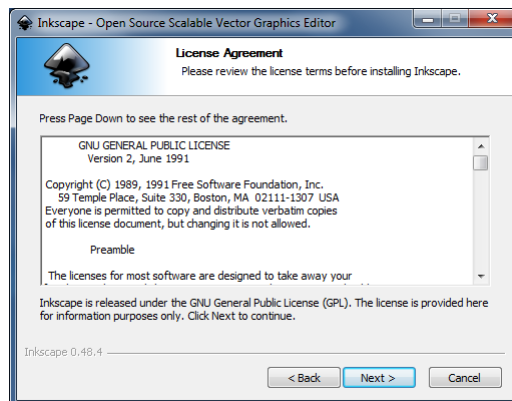 Inkscape - Open Source Scalable Vector Graphics Editor
License Agreement
Please review the license terms before installing Inkscape.
Press Page Down to see the rest of the agreement.
GNU GENERAL PUBLIC LICENSE
Version 2, June 1991
Copyright (C) 1989, 1991 Free Software Foundation, Inc.
59 Temple Place, Suite 330, Boston, MA 02111-1307 USA
Everyone is permitted to copy and distribute verbatim copies
of this license document, but changing it is not allowed.
Preamble
The licenses for most software are designed to take away your
Inkscape is released under the GNU General Public License (GPL). The license is provided here
for information purposes only. Click Next to continue.
Inkscape 0.48.4
< Back
Next >
Cancel